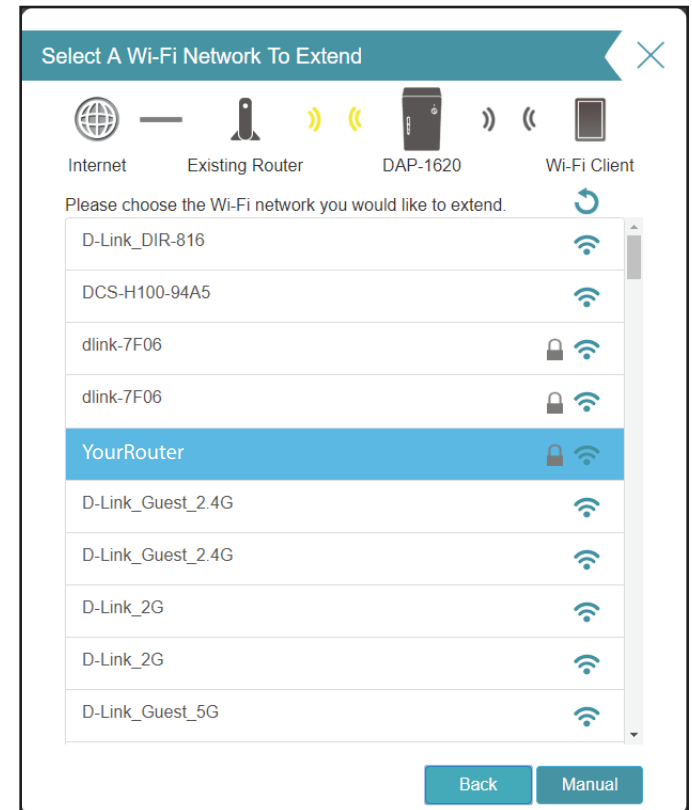 Select A Wi-Fi Network To Extend
Internet Existing Router DAP-1620 Wi-Fi Client
Please choose the Wi-Fi network you would like to extend.
D-Link_DIR-816
DCS-H100-94A5
dlink-7F06
dlink-7F06
YourRouter
D-Link_Guest_2.4G
D-Link_Guest_2.4G
D-Link_2G
D-Link_2G
D-Link_Guest_5G
Back Manual